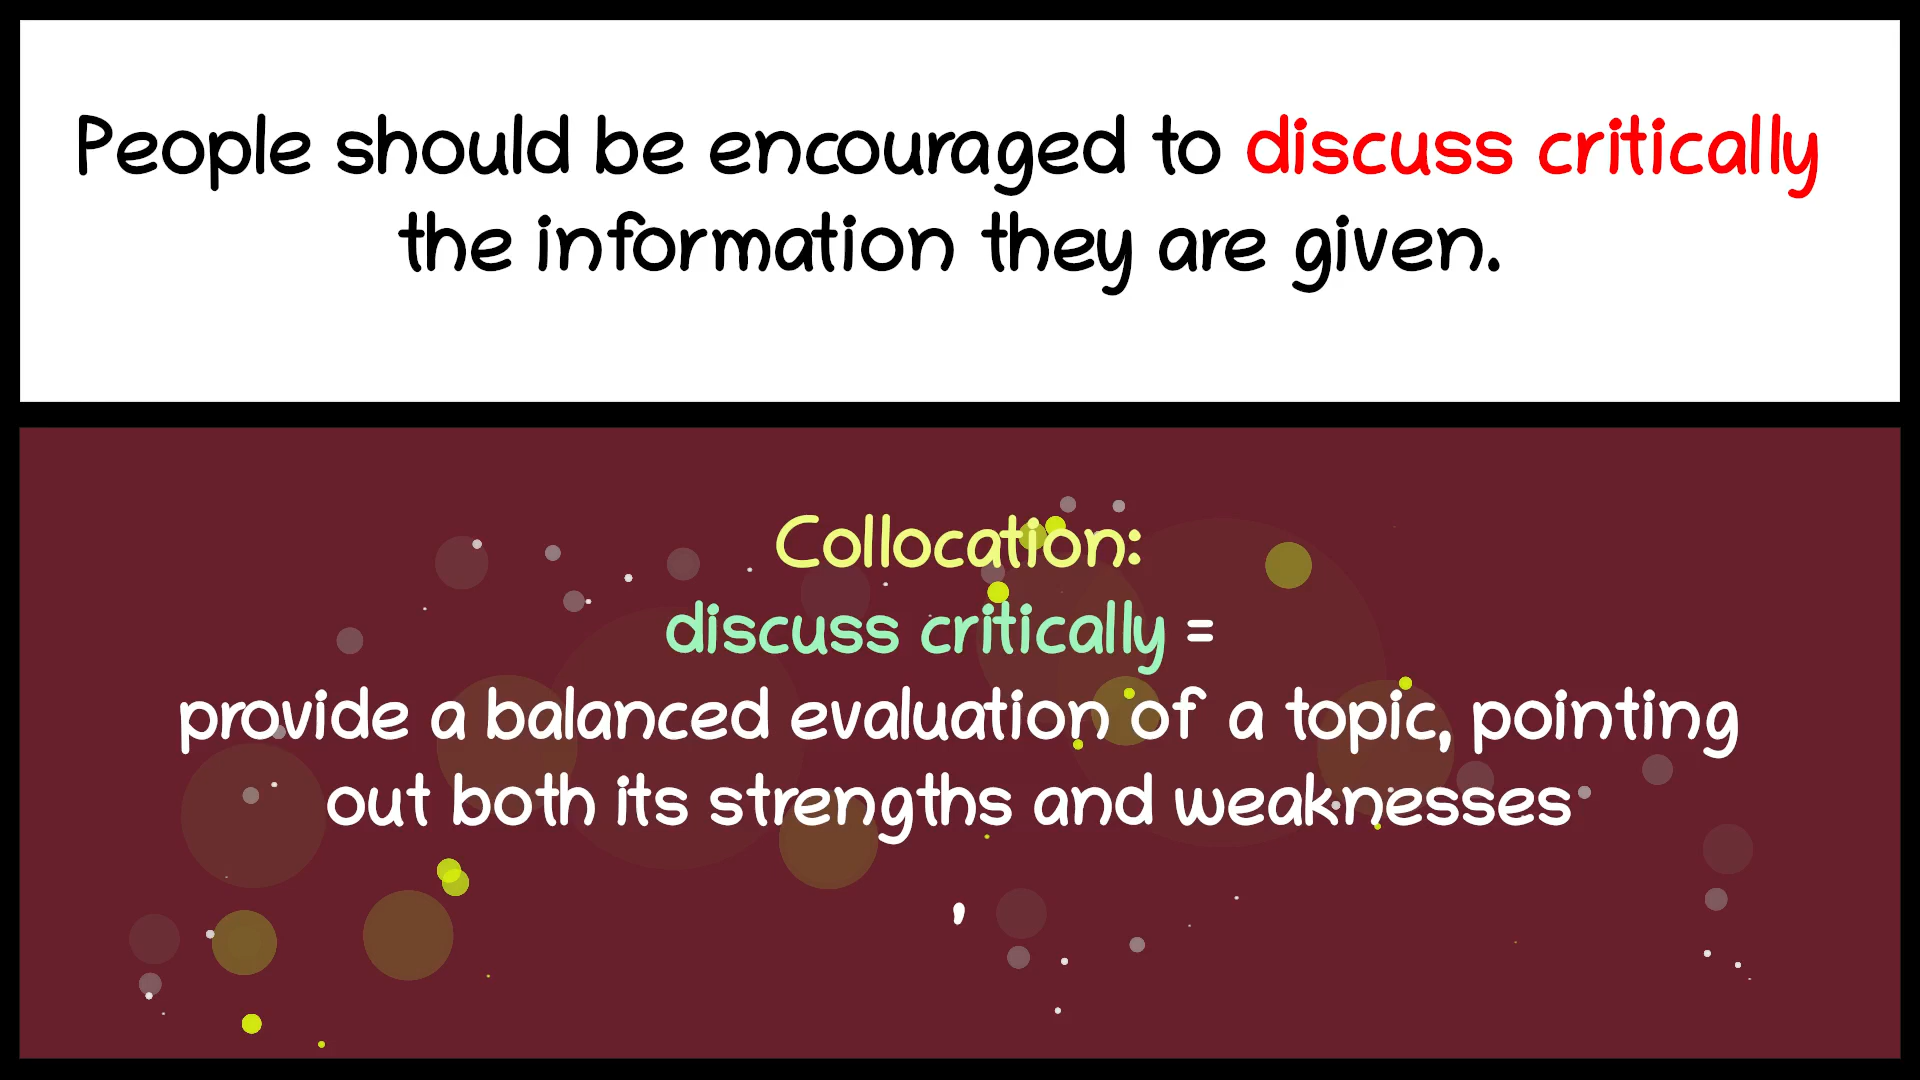 People should be encouraged to discuss critically
the information they are given.
Collocation:
discuss critically =
provide a balanced evaluation of a topic, pointing
out both its strengths and weaknesses
,